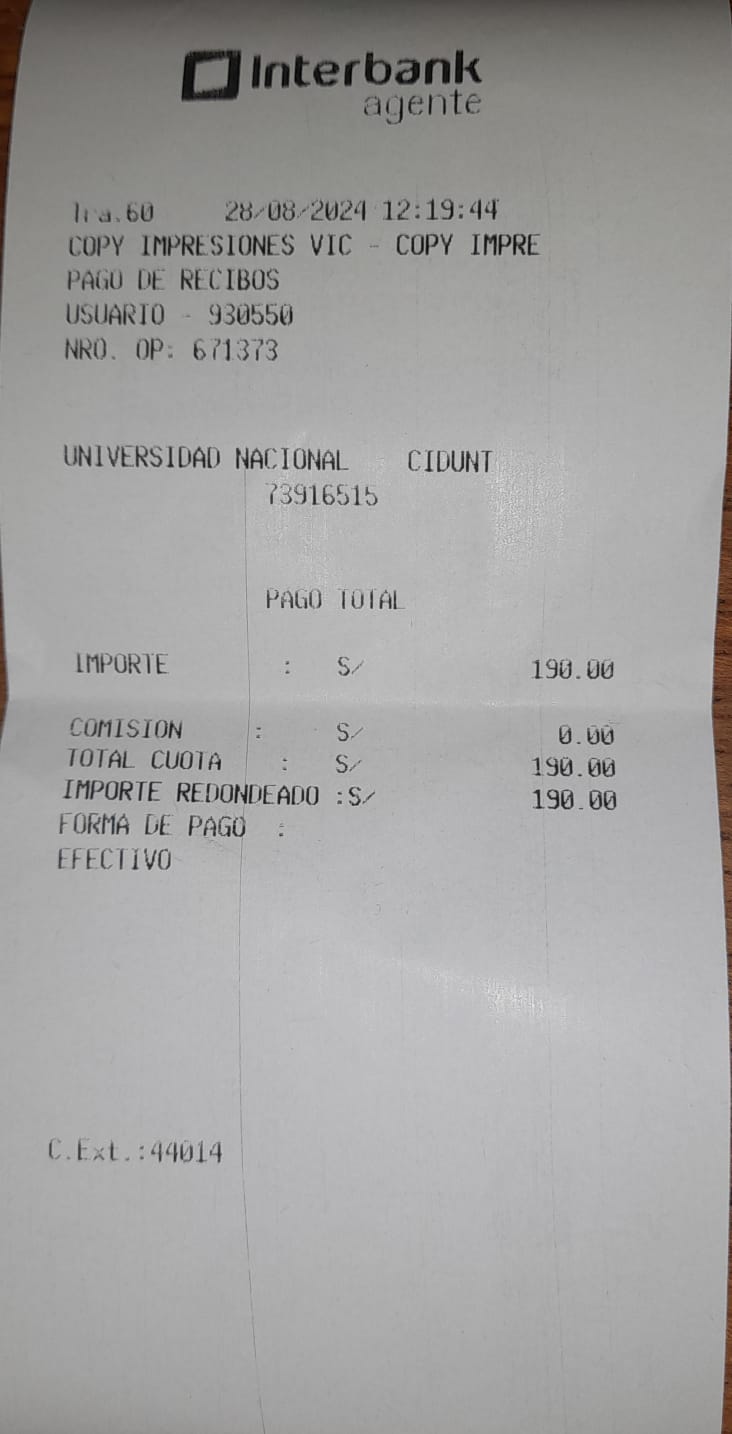 Interbank
agente
Tra.60 28/08/2024 12:19:44
COPY IMPRESIONES VIC - COPY IMPRE
PAGO DE RECIBOS
USUARIO - 930550
NRO. OP: 671373
UNIVERSIDAD NACIONAL - CIDUNT
73916515
PAGO TOTAL
IMPORTE : S/ 190.00
COMISION : S/ 0.00
TOTAL CUOTA : S/ 190.00
IMPORTE REDONDEADO :S/ 190.00
FORMA DE PAGO :
EFECTIVO
C.Ext.:44014